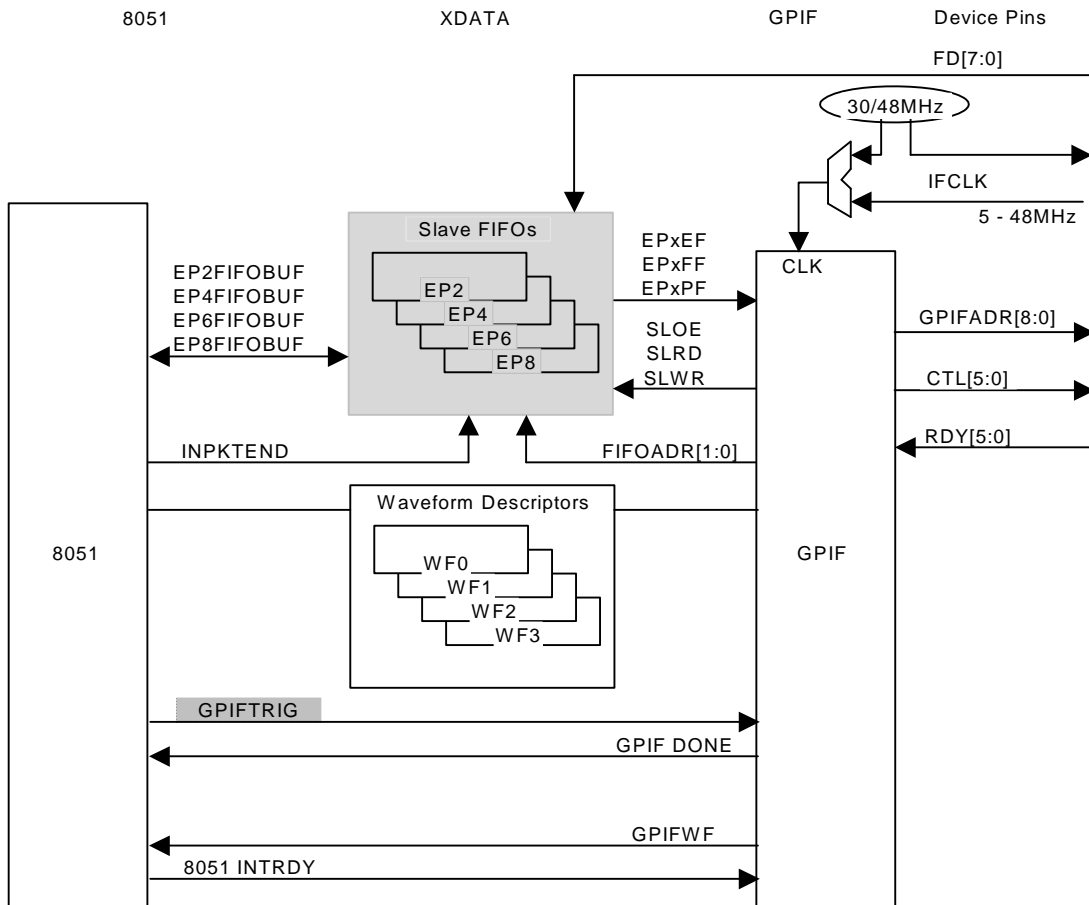 8051 XDATA GPIF Device Pins
FD[7:0]
30/48MHz
IFCLK
5 - 48MHz
Slave FIFOs
EP2
EP4
EP6
EP8
EP2FIFOBUF
EP4FIFOBUF
EP6FIFOBUF
EP8FIFOBUF
EPxEF
EPxFF
EPxPF
SLOE
SLRD
SLWR
CLK
GPIFADR[8:0]
CTL[5:0]
RDY[5:0]
INPKTEND
FIFOADR[1:0]
Waveform Descriptors
WF0
WF1
WF2
WF3
8051
GPIF
GPIFTRIG
GPIF DONE
GPIFWF
8051 INTRDY